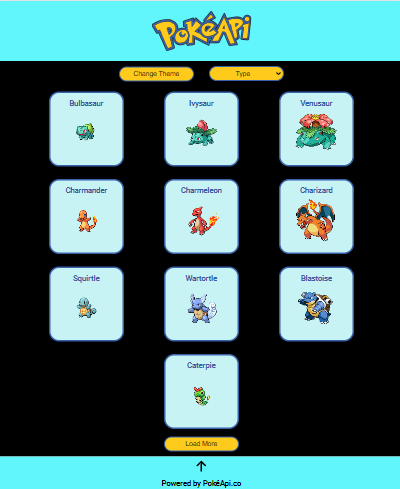 PokéApi
Change Theme Type
Bulbasaur Ivysaur Venusaur
Charmander Charmeleon Charizard
Squirtle Wartortle Blastoise
Caterpie
Load More
Powered by PokéApi.co